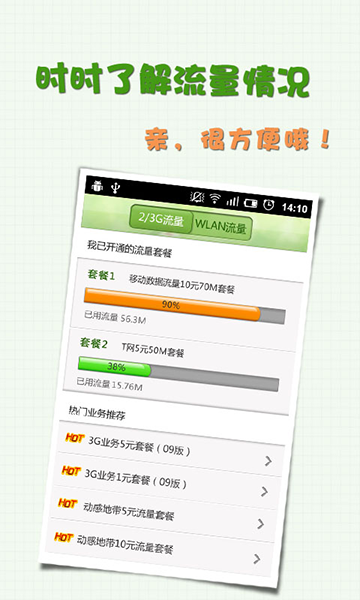 时时了解流量情况
亲，很方便哦！
14:10
2/3G流量 WLAN流量
我已开通的流量套餐
套餐1 移动数据流量10元70M套餐
90%
已用流量 56.3M
套餐2 T网5元50M套餐
38%
已用流量 15.76M
热门业务推荐
HOT 3G业务5元套餐（09版）
HOT 3G业务1元套餐（09版）
HOT 动感地带5元流量套餐
HOT 动感地带10元流量套餐